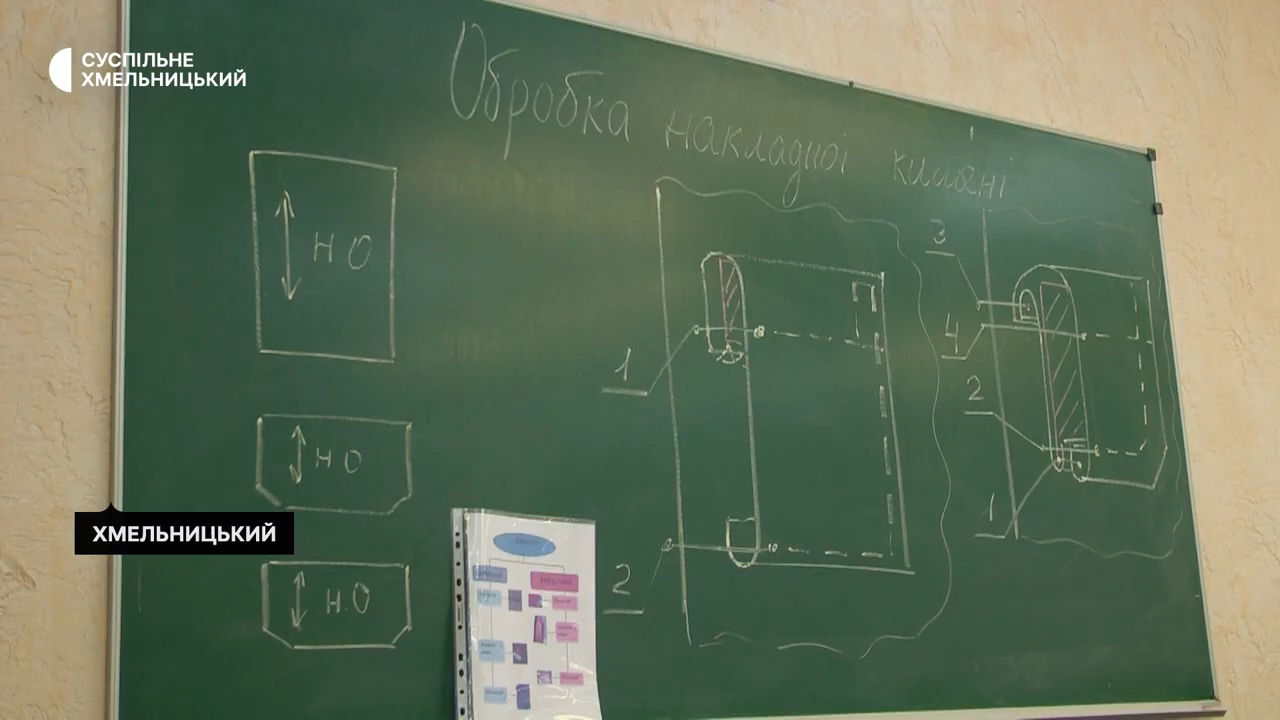 СУСПІЛЬНЕ
ХМЕЛЬНИЦЬКИЙ
Обробка накладної кишені
НО
НО
Н.О
1
2
3
4
2
1
ХМЕЛЬНИЦЬКИЙ